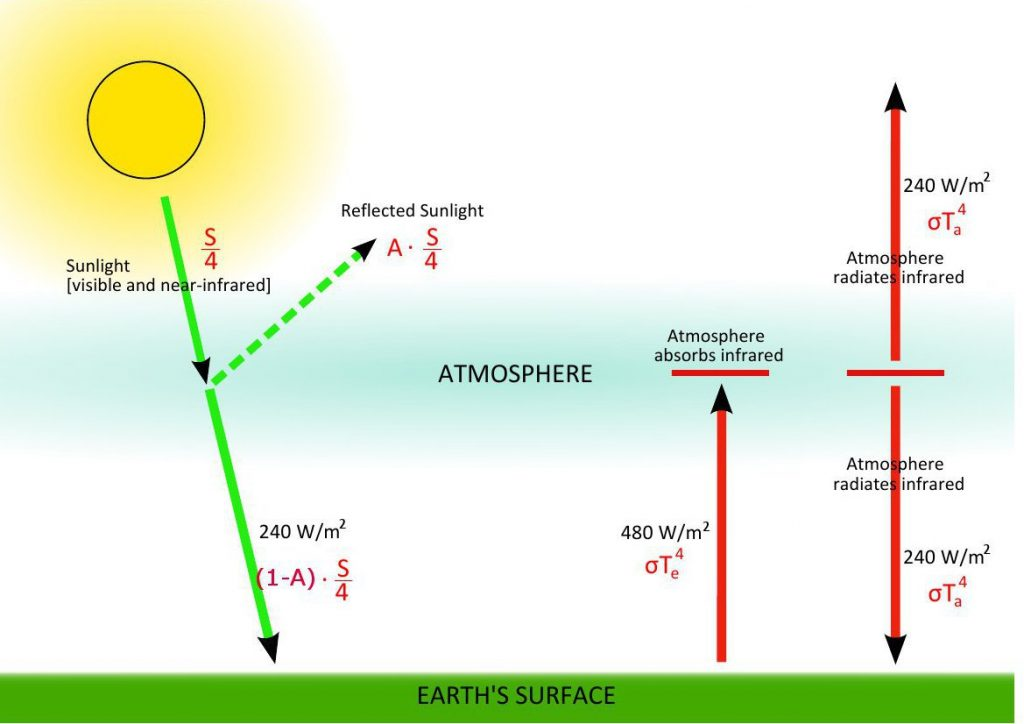 Reflected Sunlight
A · S/4
S/4
Sunlight
[visible and near-infrared]
240 W/m²
σTₐ⁴
Atmosphere
radiates infrared
Atmosphere
absorbs infrared
ATMOSPHERE
Atmosphere
radiates infrared
240 W/m²
(1-A) · S/4
480 W/m²
σTₑ⁴
240 W/m²
σTₐ⁴
EARTH'S SURFACE